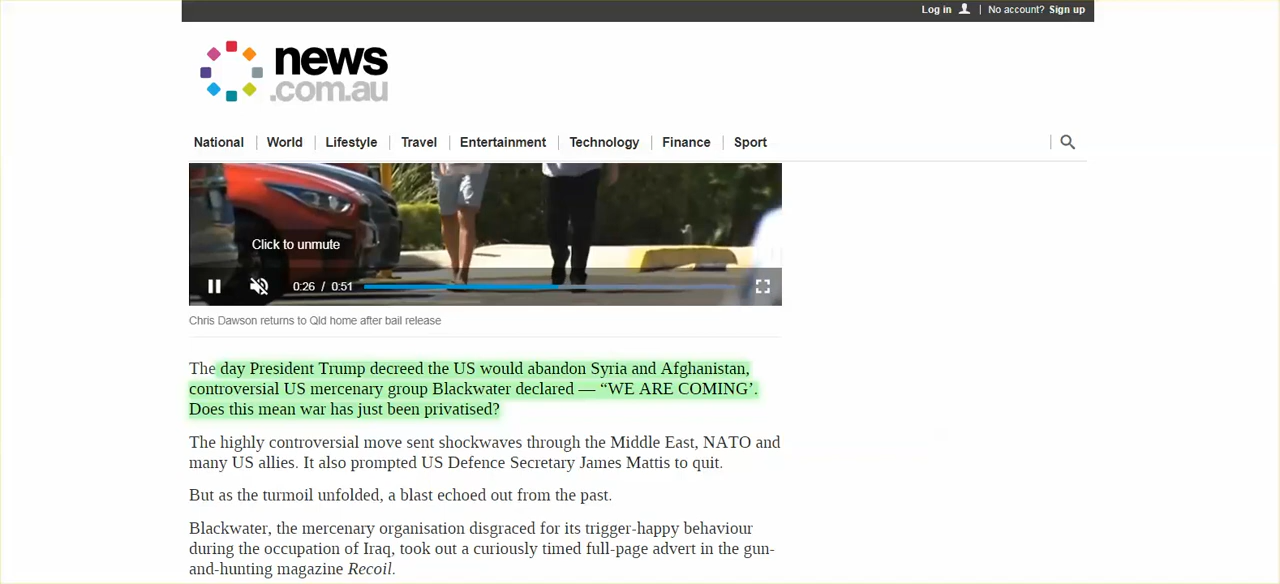 Log in | No account? Sign up
news
.com.au
National | World | Lifestyle | Travel | Entertainment | Technology | Finance | Sport
Click to unmute
0:26 / 0:51
Chris Dawson returns to Qld home after bail release
The day President Trump decreed the US would abandon Syria and Afghanistan,
controversial US mercenary group Blackwater declared — “WE ARE COMING’.
Does this mean war has just been privatised?
The highly controversial move sent shockwaves through the Middle East, NATO and
many US allies. It also prompted US Defence Secretary James Mattis to quit.
But as the turmoil unfolded, a blast echoed out from the past.
Blackwater, the mercenary organisation disgraced for its trigger-happy behaviour
during the occupation of Iraq, took out a curiously timed full-page advert in the gun-
and-hunting magazine Recoil.